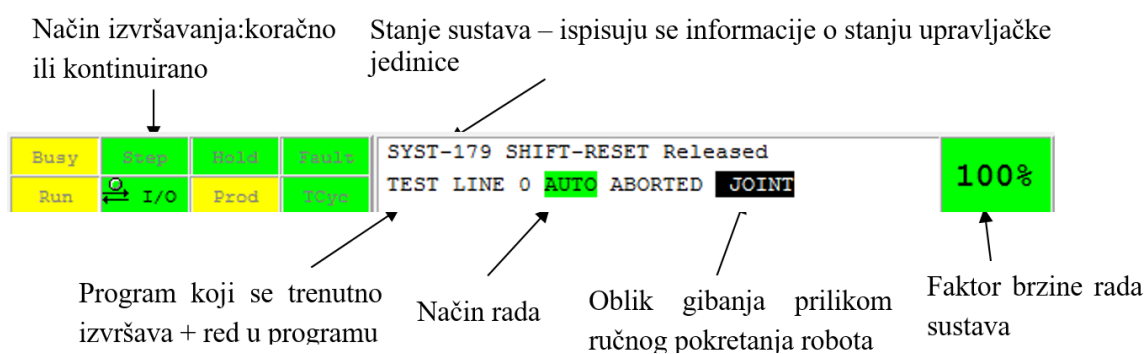 Način izvršavanja:koračno
ili kontinuirano
Stanje sustava – ispisuju se informacije o stanju upravljačke
jedinice
Busy Step Hold Fault
Run I/O Prod TCyc
SYST-179 SHIFT-RESET Released
TEST LINE 0 AUTO ABORTED JOINT
100%
Program koji se trenutno
izvršava + red u programu
Način rada
Oblik gibanja prilikom
ručnog pokretanja robota
Faktor brzine rada
sustava